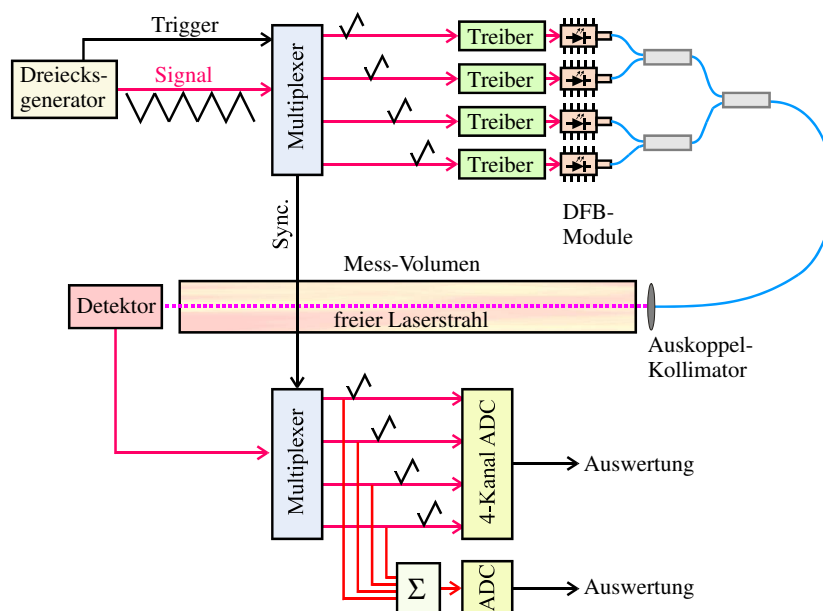 Trigger
Dreiecks-
generator
Signal
Multiplexer
Treiber
Treiber
Treiber
Treiber
DFB-
Module
Sync.
Mess-Volumen
Detektor
freier Laserstrahl
Auskoppel-
Kollimator
Multiplexer
4-Kanal ADC
Auswertung
Σ
ADC
Auswertung